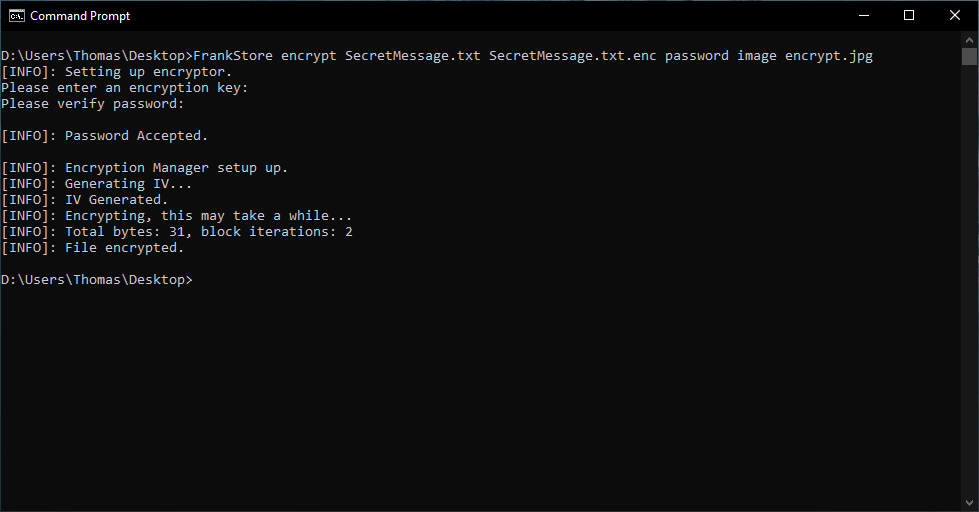 Command Prompt
D:\Users\Thomas\Desktop>FrankStore encrypt SecretMessage.txt SecretMessage.txt.enc password image encrypt.jpg
[INFO]: Setting up encryptor.
Please enter an encryption key:
Please verify password:
[INFO]: Password Accepted.
[INFO]: Encryption Manager setup up.
[INFO]: Generating IV...
[INFO]: IV Generated.
[INFO]: Encrypting, this may take a while...
[INFO]: Total bytes: 31, block iterations: 2
[INFO]: File encrypted.
D:\Users\Thomas\Desktop>